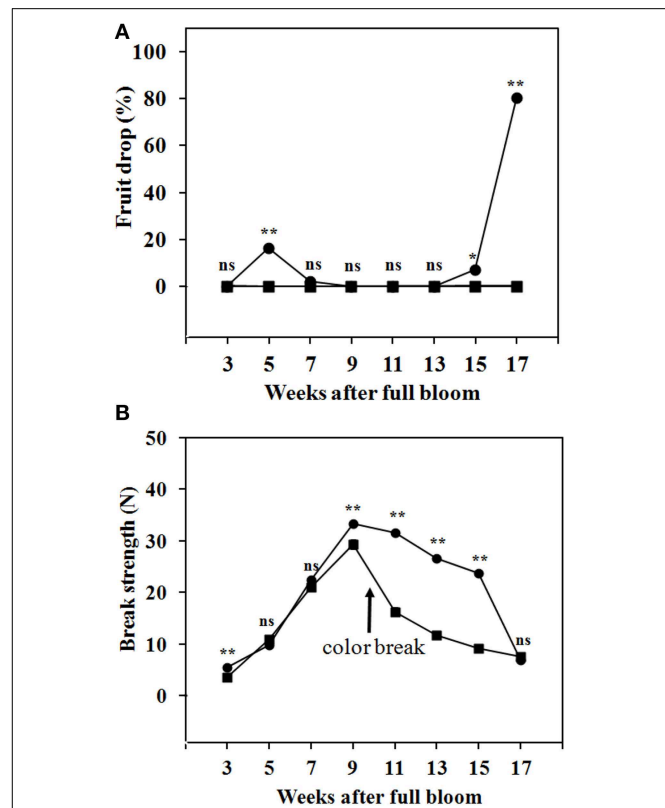 A
100
80
60
40
20
0
Fruit drop (%)
ns ** ns ns ns ns * **
3 5 7 9 11 13 15 17
Weeks after full bloom
B
50
40
30
20
10
0
Break strength (N)
** ns ns ** ** ** ** ns
color break
3 5 7 9 11 13 15 17
Weeks after full bloom